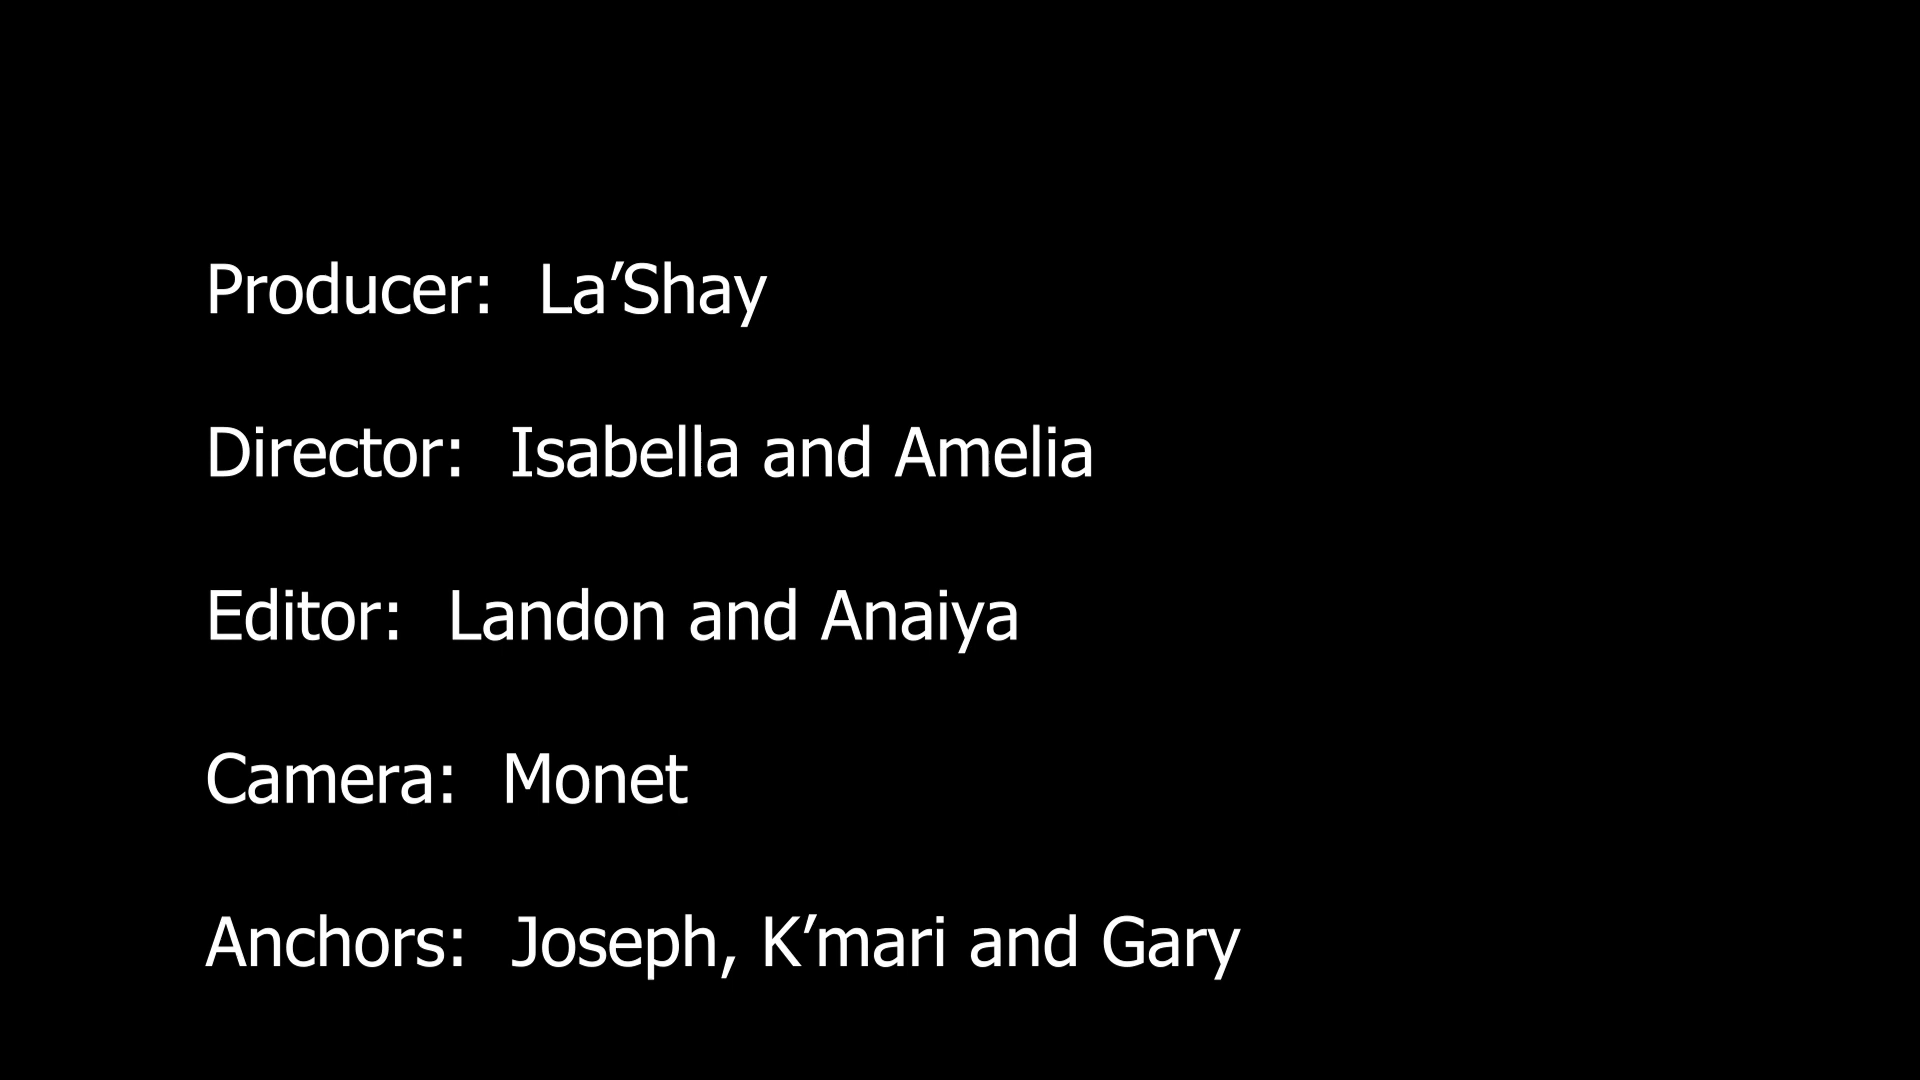 Producer:  La’Shay
Director:  Isabella and Amelia
Editor:  Landon and Anaiya
Camera:  Monet
Anchors:  Joseph, K’mari and Gary